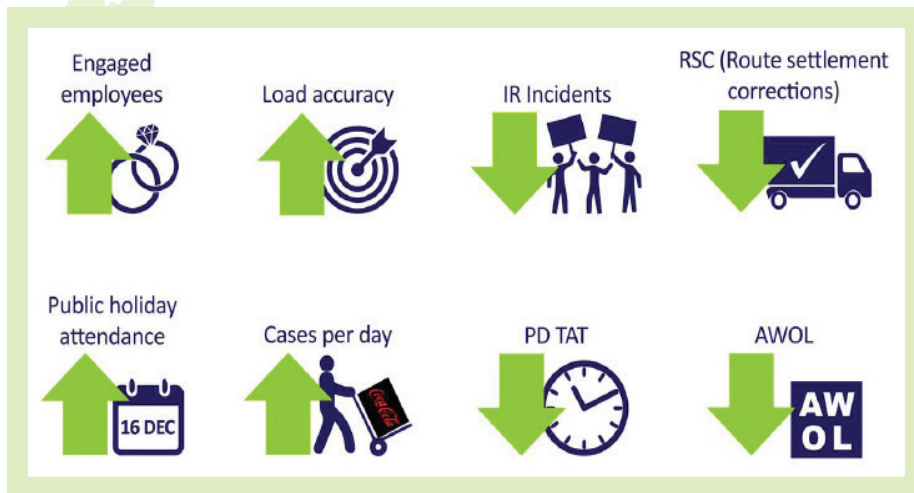 Engaged
employees
Load accuracy
IR Incidents
RSC (Route settlement
corrections)
Public holiday
attendance
16 DEC
Cases per day
Coca-Cola
PD TAT
AWOL
AW
OL